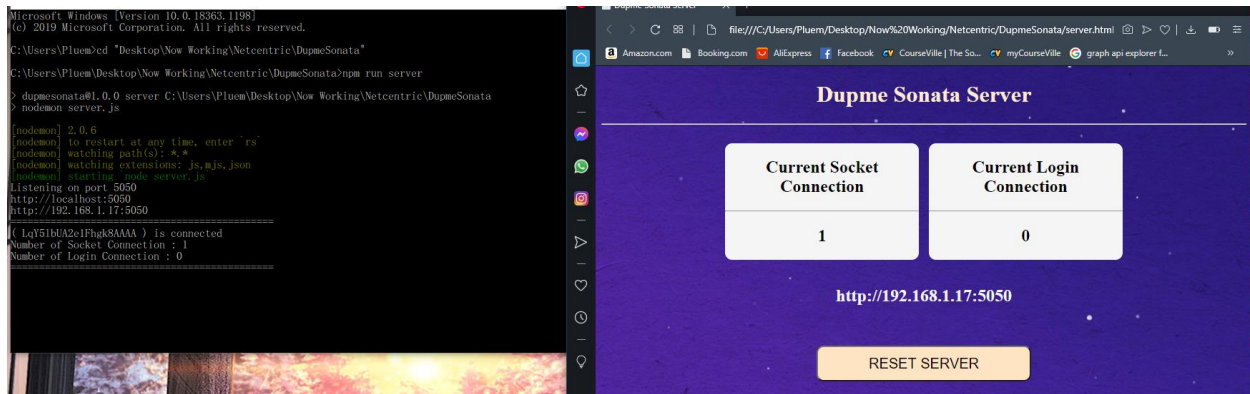 Microsoft Windows [Version 10.0.18363.1198]
(c) 2019 Microsoft Corporation. All rights reserved.
C:\Users\Pluem>cd "Desktop\Now Working\Netcentric\DupmeSonata"
C:\Users\Pluem\Desktop\Now Working\Netcentric\DupmeSonata>npm run server
> dupmesonata@1.0.0 server C:\Users\Pluem\Desktop\Now Working\Netcentric\DupmeSonata
> nodemon server.js
[nodemon] 2.0.6
[nodemon] to restart at any time, enter `rs`
[nodemon] watching path(s): *.*
[nodemon] watching extensions: js,mjs,json
[nodemon] starting `node server.js`
Listening on port 5050
http://localhost:5050
http://192.168.1.17:5050
==========================================
( LqY51bUA2e1Fhgk8AAAA ) is connected
Number of Socket Connection : 1
Number of Login Connection : 0
==========================================
Dupme Sonata Server
file:///C:/Users/Pluem/Desktop/Now%20Working/Netcentric/DupmeSonata/server.html
Amazon.com Booking.com AliExpress Facebook CourseVille | The So... myCourseVille graph api explorer f... »
Dupme Sonata Server
Current Socket
Connection
1
Current Login
Connection
0
http://192.168.1.17:5050
RESET SERVER